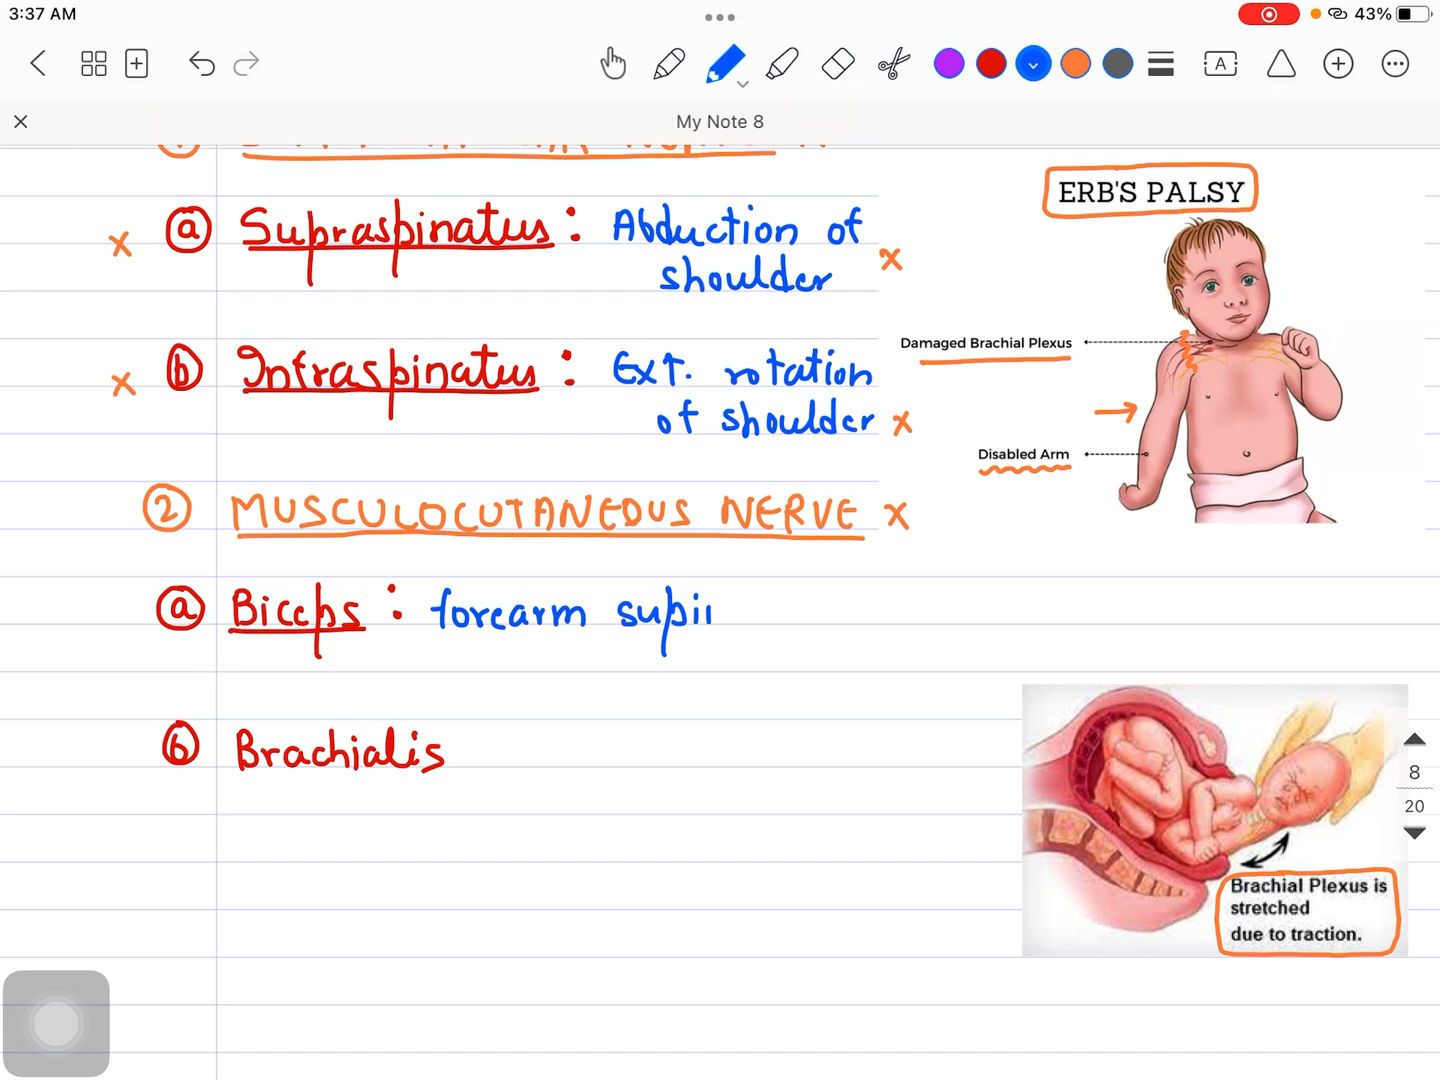 3:37 AM
43%
A
My Note 8
ERB'S PALSY
x ⓐ Supraspinatus : Abduction of shoulder x
Damaged Brachial Plexus
x ⓑ Infraspinatus : Ext. rotation of shoulder x
Disabled Arm
② MUSCULOCUTANEOUS NERVE x
ⓐ Biceps : forearm supin
ⓑ Brachialis
8
20
Brachial Plexus is
stretched
due to traction.